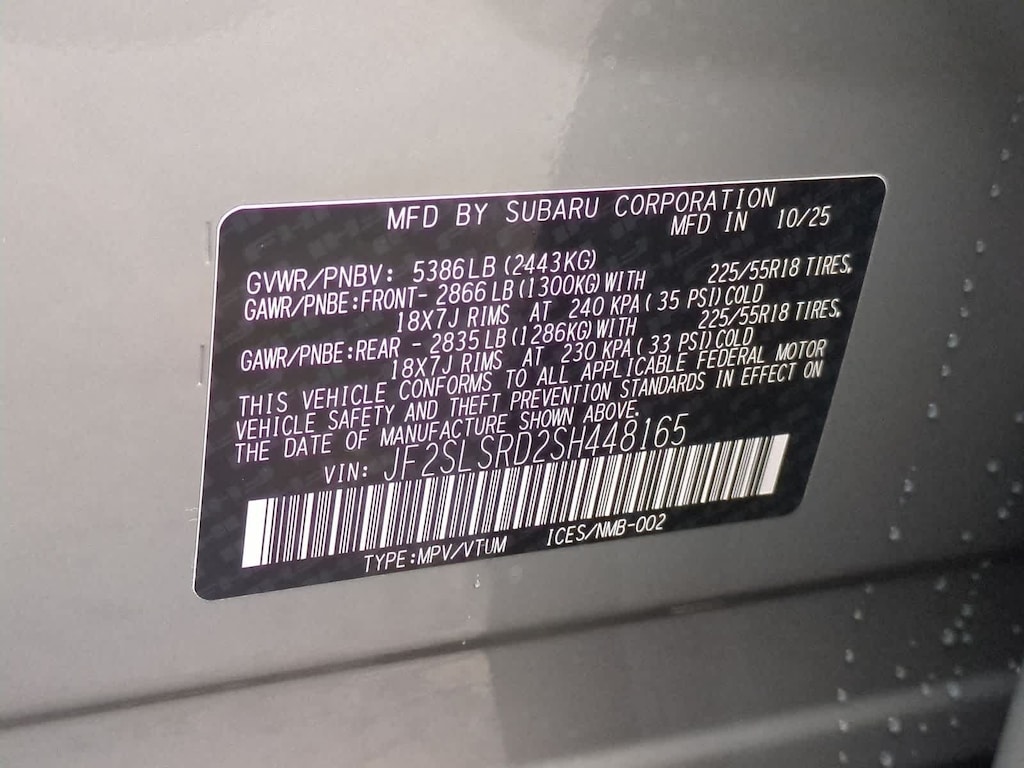 MFD BY SUBARU CORPORATION
MFD IN 10/25
GVWR/PNBV: 5386LB(2443KG)
GAWR/PNBE:FRONT- 2866LB(1300KG)WITH 225/55R18 TIRES,
18X7J RIMS AT 240 KPA( 35 PSI)COLD
GAWR/PNBE:REAR - 2835LB(1286KG)WITH 225/55R18 TIRES,
18X7J RIMS AT 230 KPA( 33 PSI)COLD
THIS VEHICLE CONFORMS TO ALL APPLICABLE FEDERAL MOTOR
VEHICLE SAFETY AND THEFT PREVENTION STANDARDS IN EFFECT ON
THE DATE OF MANUFACTURE SHOWN ABOVE.
VIN: JF2SLSRD2SH448165
TYPE:MPV/VTUM ICES/NMB-002